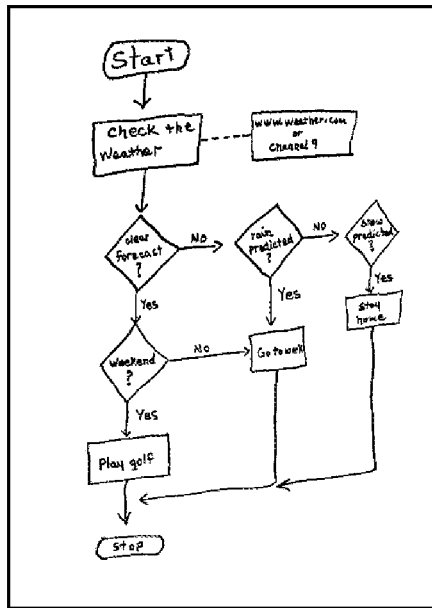 Start
Check the
Weather
www.weather.com
or
Channel 9
clear
forecast
?
No
rain
predicted
?
No
snow
predicted
?
Yes
Yes
Yes
Stay
home
Weekend
?
No
Go to work
Yes
Play golf
Stop